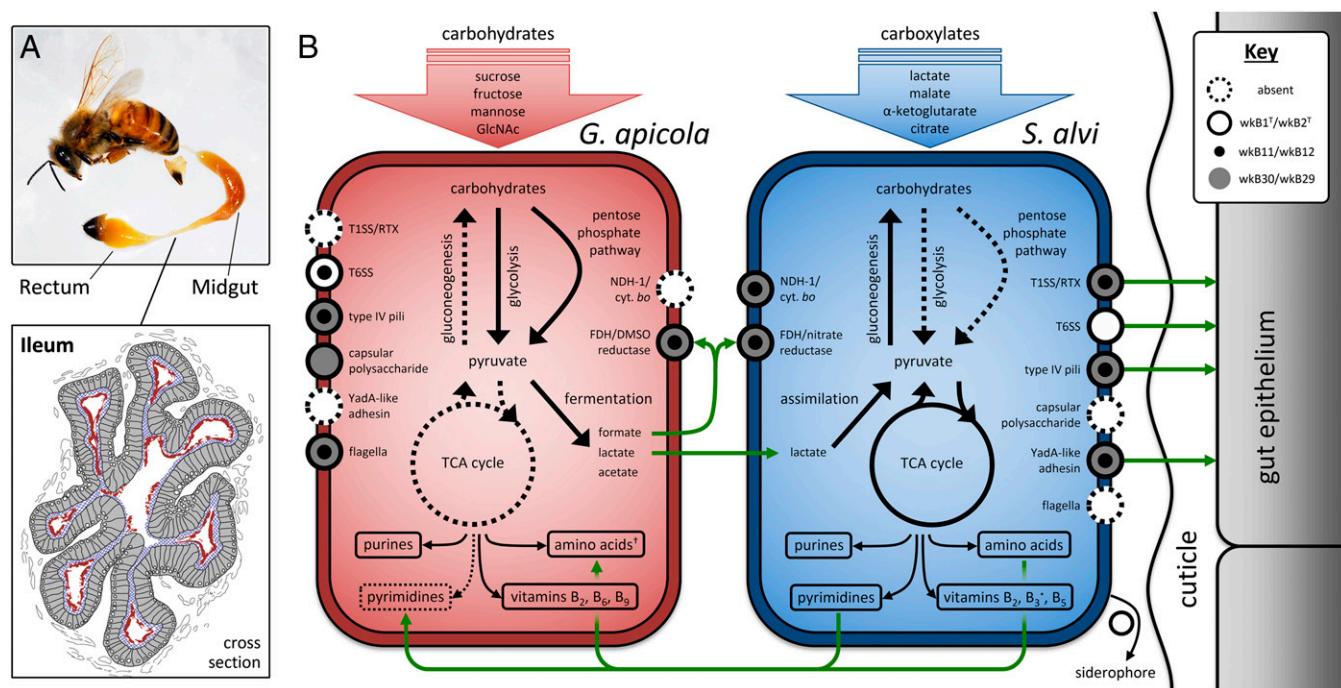 A
Rectum
Midgut
Ileum
cross
section
B
carbohydrates
sucrose
fructose
mannose
GlcNAc
G. apicola
carbohydrates
gluconeogenesis
glycolysis
pentose
phosphate
pathway
T1SS/RTX
T6SS
type IV pili
capsular
polysaccharide
YadA-like
adhesin
flagella
NDH-1/
cyt. bo
FDH/DMSO
reductase
pyruvate
fermentation
formate
lactate
acetate
TCA cycle
purines
amino acids†
pyrimidines
vitamins B₂, B₆, B₉
carboxylates
lactate
malate
α-ketoglutarate
citrate
S. alvi
carbohydrates
gluconeogenesis
glycolysis
pentose
phosphate
pathway
NDH-1/
cyt. bo
FDH/nitrate
reductase
pyruvate
assimilation
lactate
TCA cycle
T1SS/RTX
T6SS
type IV pili
capsular
polysaccharide
YadA-like
adhesin
flagella
purines
amino acids
pyrimidines
vitamins B₂, B₃*, B₅
siderophore
cuticle
gut epithelium
Key
absent
wkB1ᵀ/wkB2ᵀ
wkB11/wkB12
wkB30/wkB29